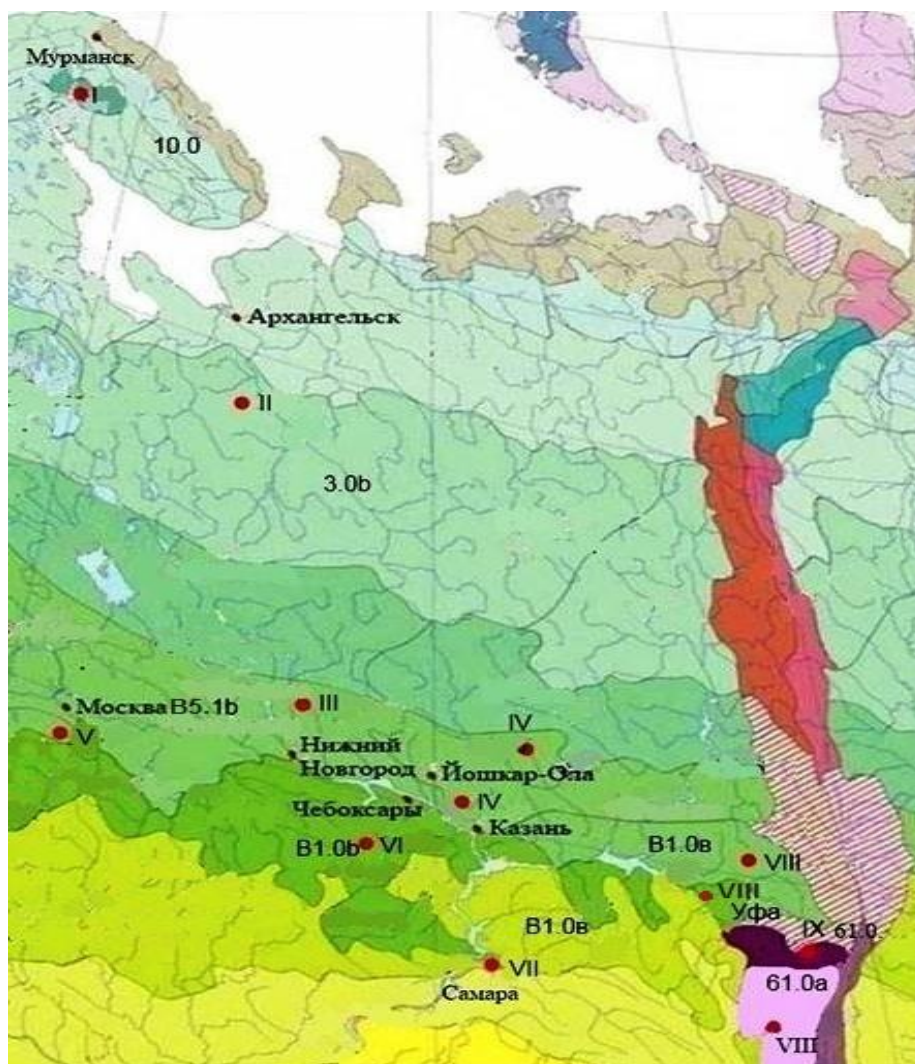 Мурманск
I
10.0
Архангельск
II
3.0b
Москва B5.1b
III
V
IV
Нижний
Новгород
Йошкар-Ола
IV
Чебоксары
Казань
B1.0b
VI
B1.0в
VIII
VIII
Уфа
B1.0в
IX 61.0
VII
61.0a
Самара
VIII